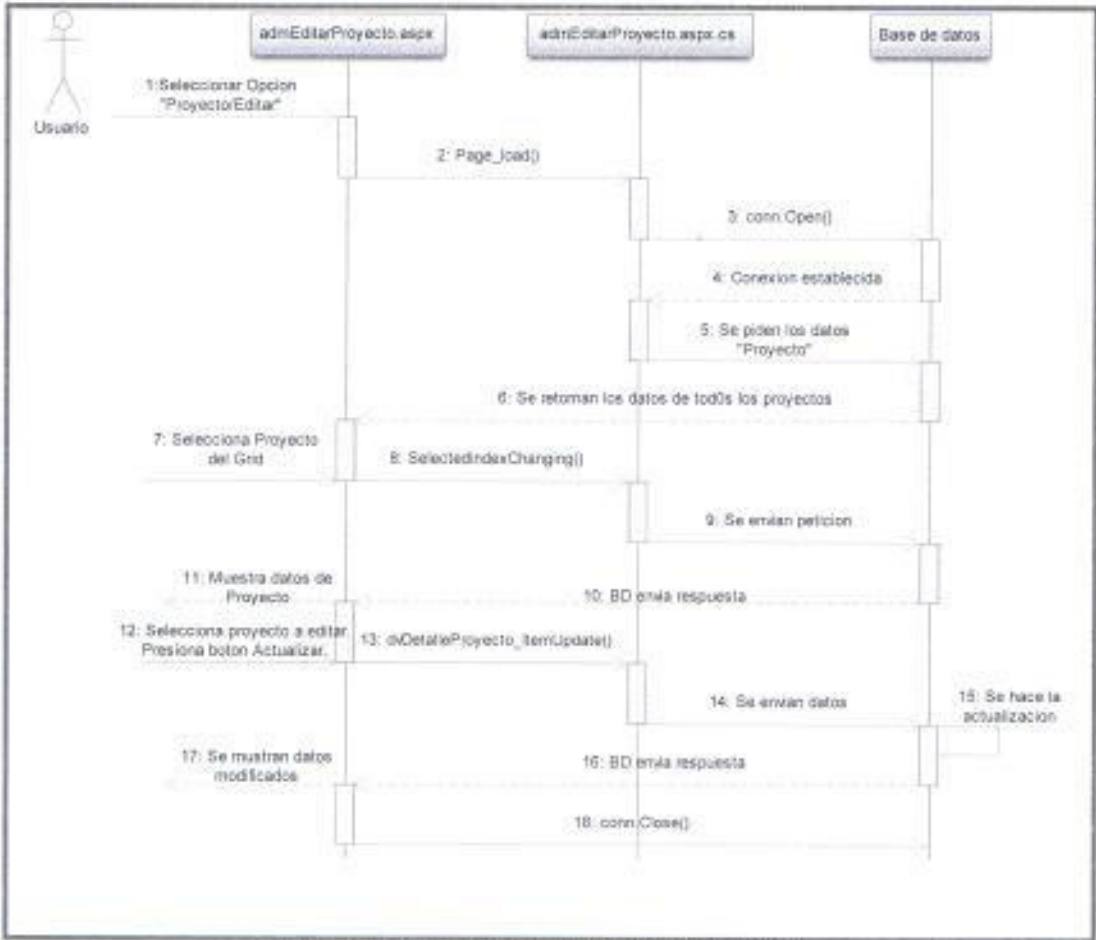 admEditarProyecto.aspx
admEditarProyecto.aspx.cs
Base de datos
Usuario
1:Seleccionar Opcion
"Proyecto/Editar"
2: Page_load()
3: conn.Open()
4: Conexion establecida
5: Se piden los datos
"Proyecto"
6: Se retornan los datos de tod0s los proyectos
7: Selecciona Proyecto
del Grid
8: SelectedIndexChanging()
9: Se envian peticion
10: BD envia respuesta
11: Muestra datos de
Proyecto
12: Selecciona proyecto a editar
Presiona boton Actualizar.
13: dvDetalleProyecto_ItemUpdate()
14: Se envian datos
15: Se hace la
actualizacion
16: BD envia respuesta
17: Se mustran datos
modificados
18: conn.Close()